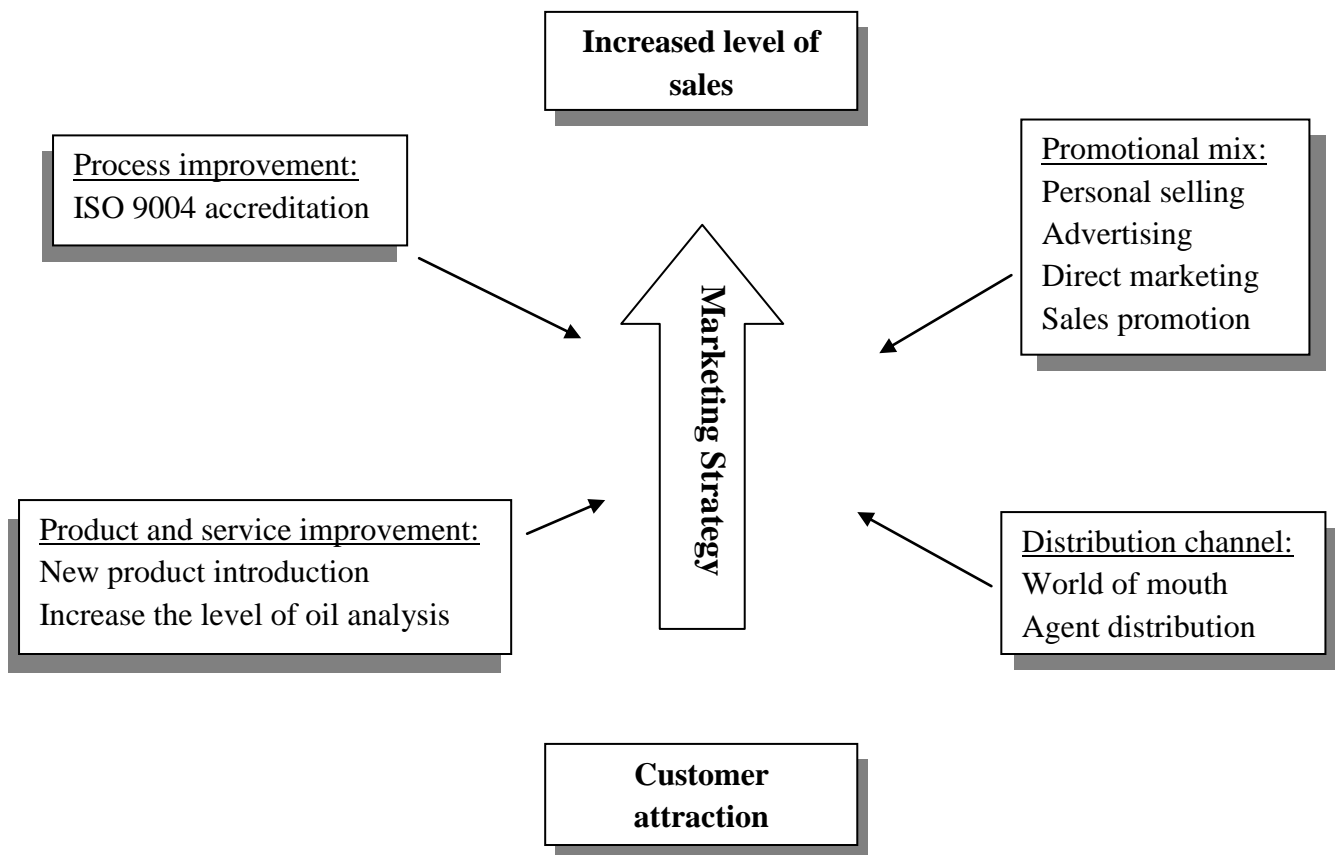 Increased level of
sales
Process improvement:
ISO 9004 accreditation
Promotional mix:
Personal selling
Advertising
Direct marketing
Sales promotion
Marketing Strategy
Product and service improvement:
New product introduction
Increase the level of oil analysis
Distribution channel:
World of mouth
Agent distribution
Customer
attraction